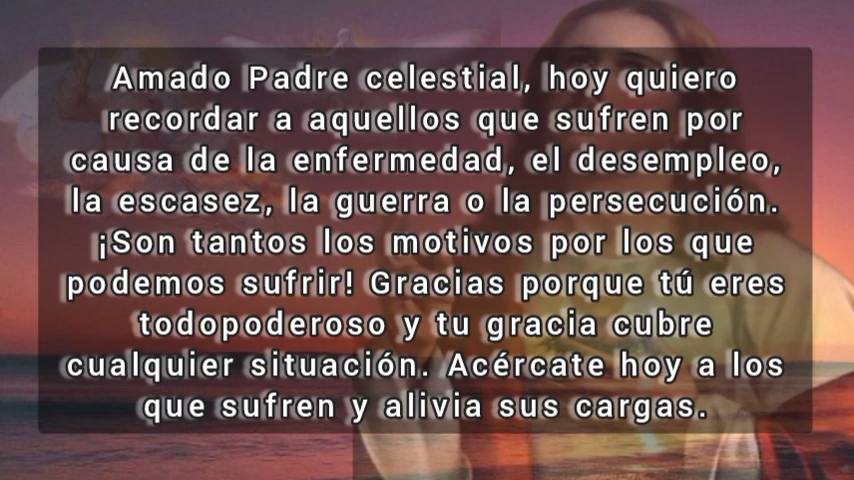 Amado Padre celestial, hoy quiero
recordar a aquellos que sufren por
causa de la enfermedad, el desempleo,
la escasez, la guerra o la persecución.
¡Son tantos los motivos por los que
podemos sufrir! Gracias porque tú eres
todopoderoso y tu gracia cubre
cualquier situación. Acércate hoy a los
que sufren y alivia sus cargas.